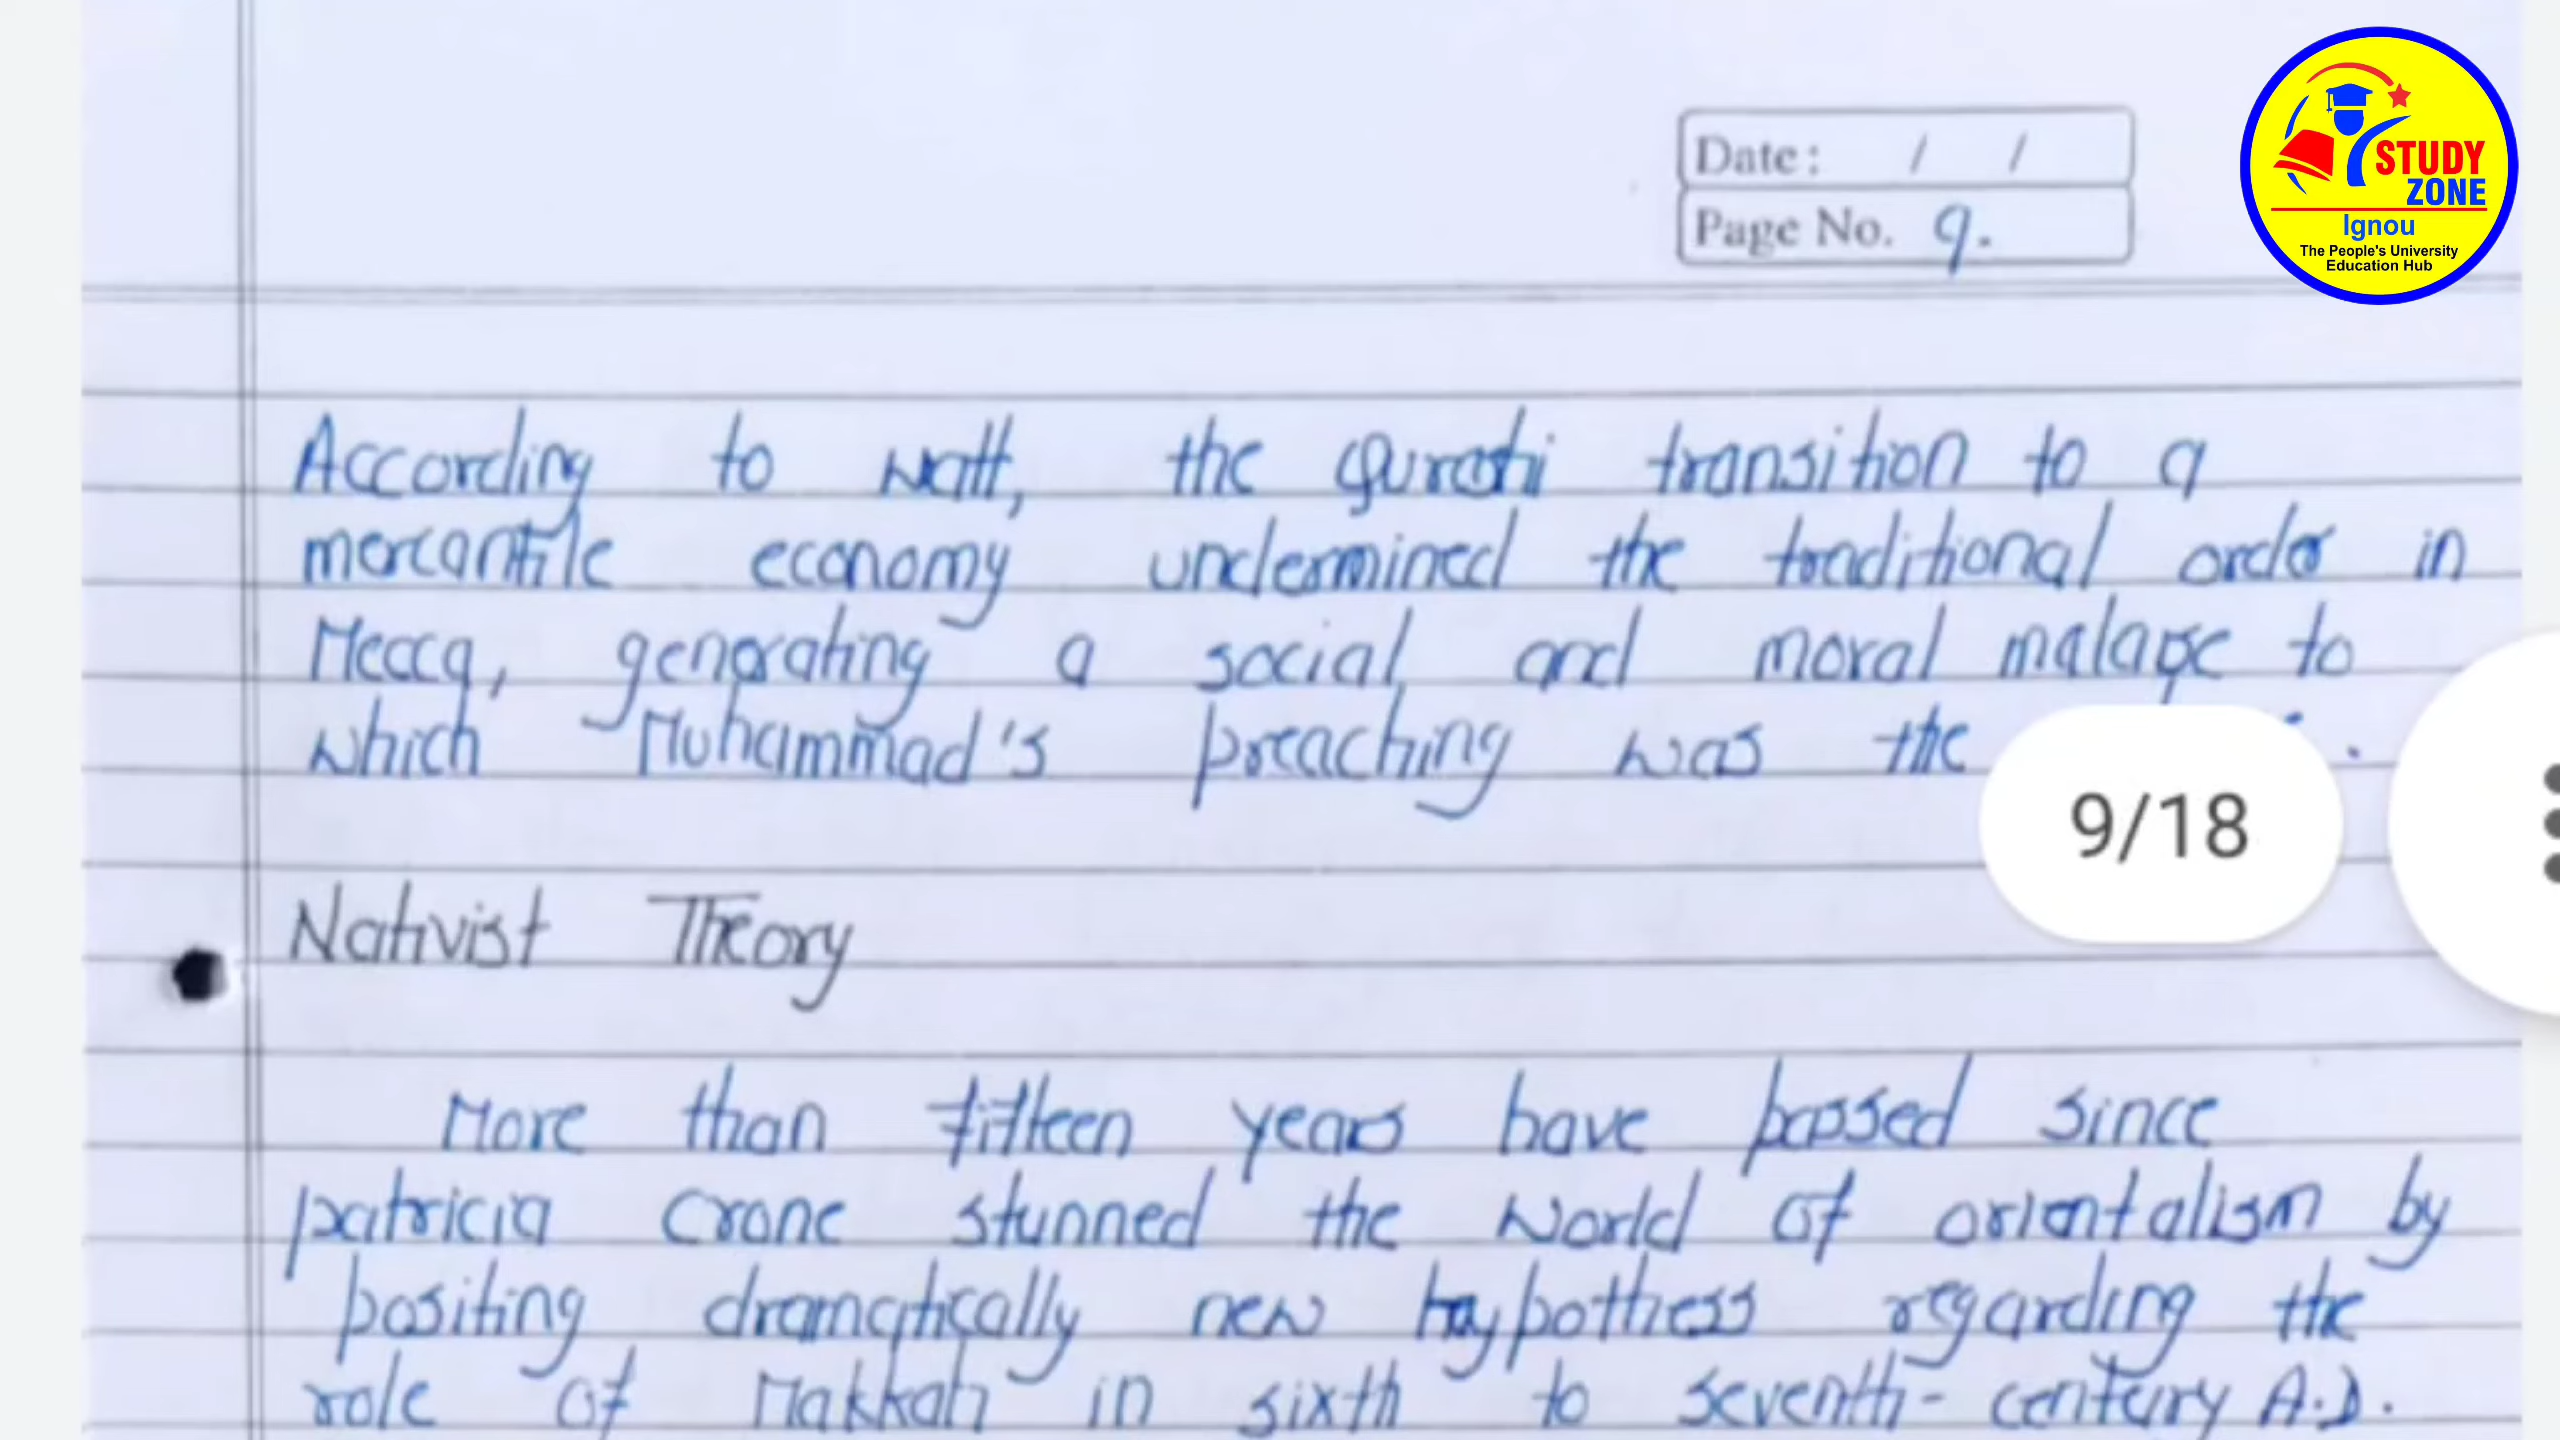 Date: / /
Page No. 9.
STUDY
ZONE
Ignou
The People's University
Education Hub
According to watt, the transition to a
mercantile economy undermined the traditional order in
Mecca, generating a social and moral to
which Muhammad's preaching was the
9/18
Nativist Theory
More than fifteen years have passed since
patricia crone stunned the world of orientalism by
positing dramatically new regarding the
role of Makkah in sixth to seventh-century A.D.